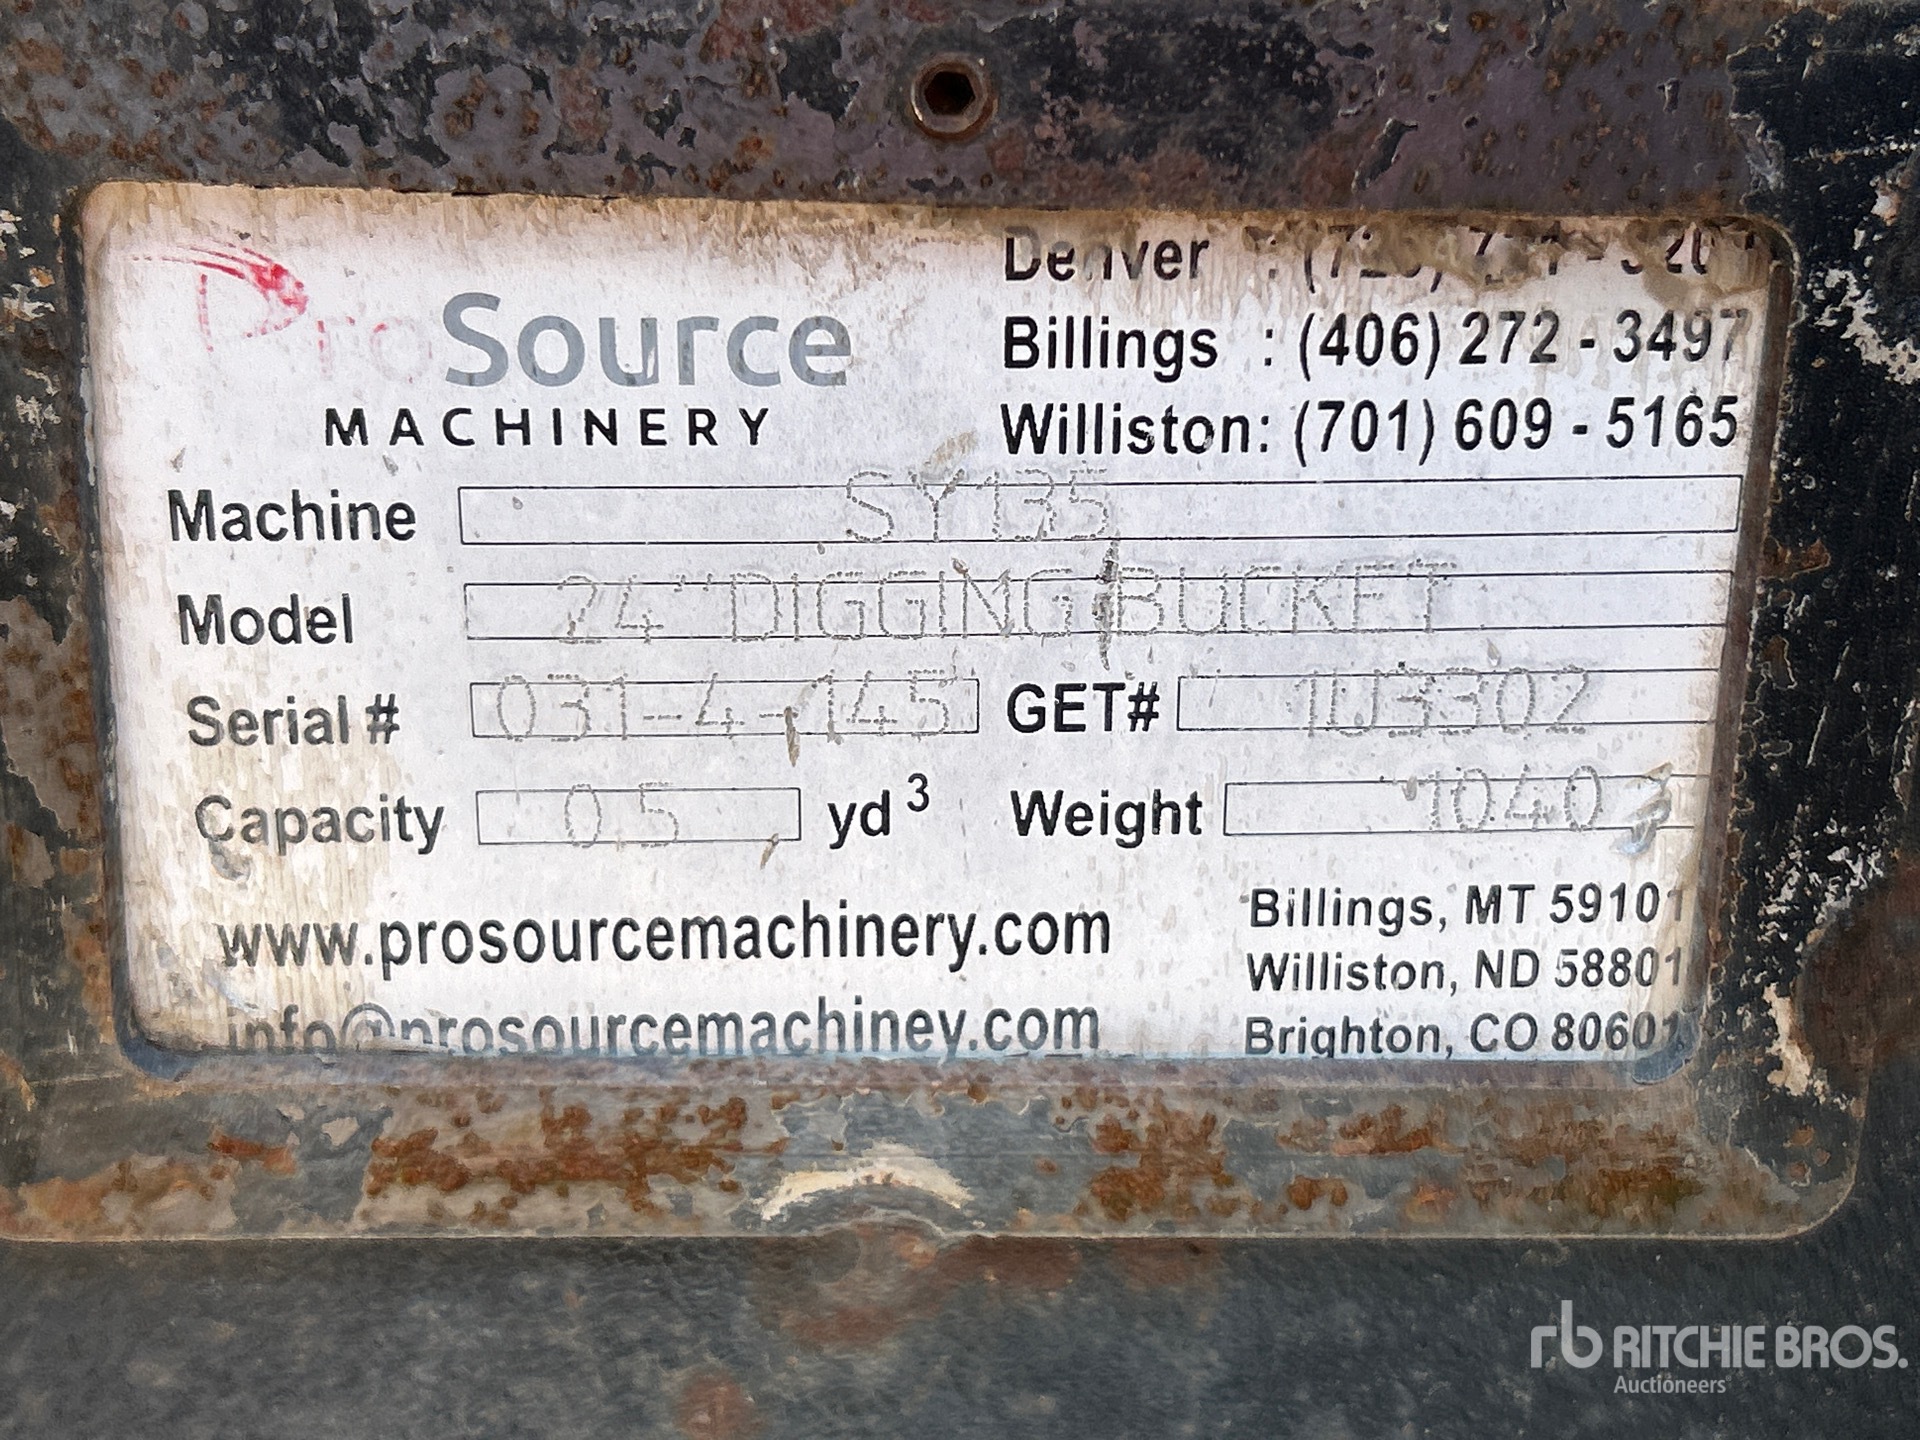 ProSource
MACHINERY
Denver :
Billings : (406) 272 - 3497
Williston: (701) 609 - 5165
Machine SY135
Model 24" DIGGING BUCKET
Serial # 031-4-145 GET# 1U3302
Capacity 0.5 yd³ Weight 1040
www.prosourcemachinery.com
info@prosourcemachiney.com
Billings, MT 59101
Williston, ND 58801
Brighton, CO 80601
rb RITCHIE BROS.
Auctioneers